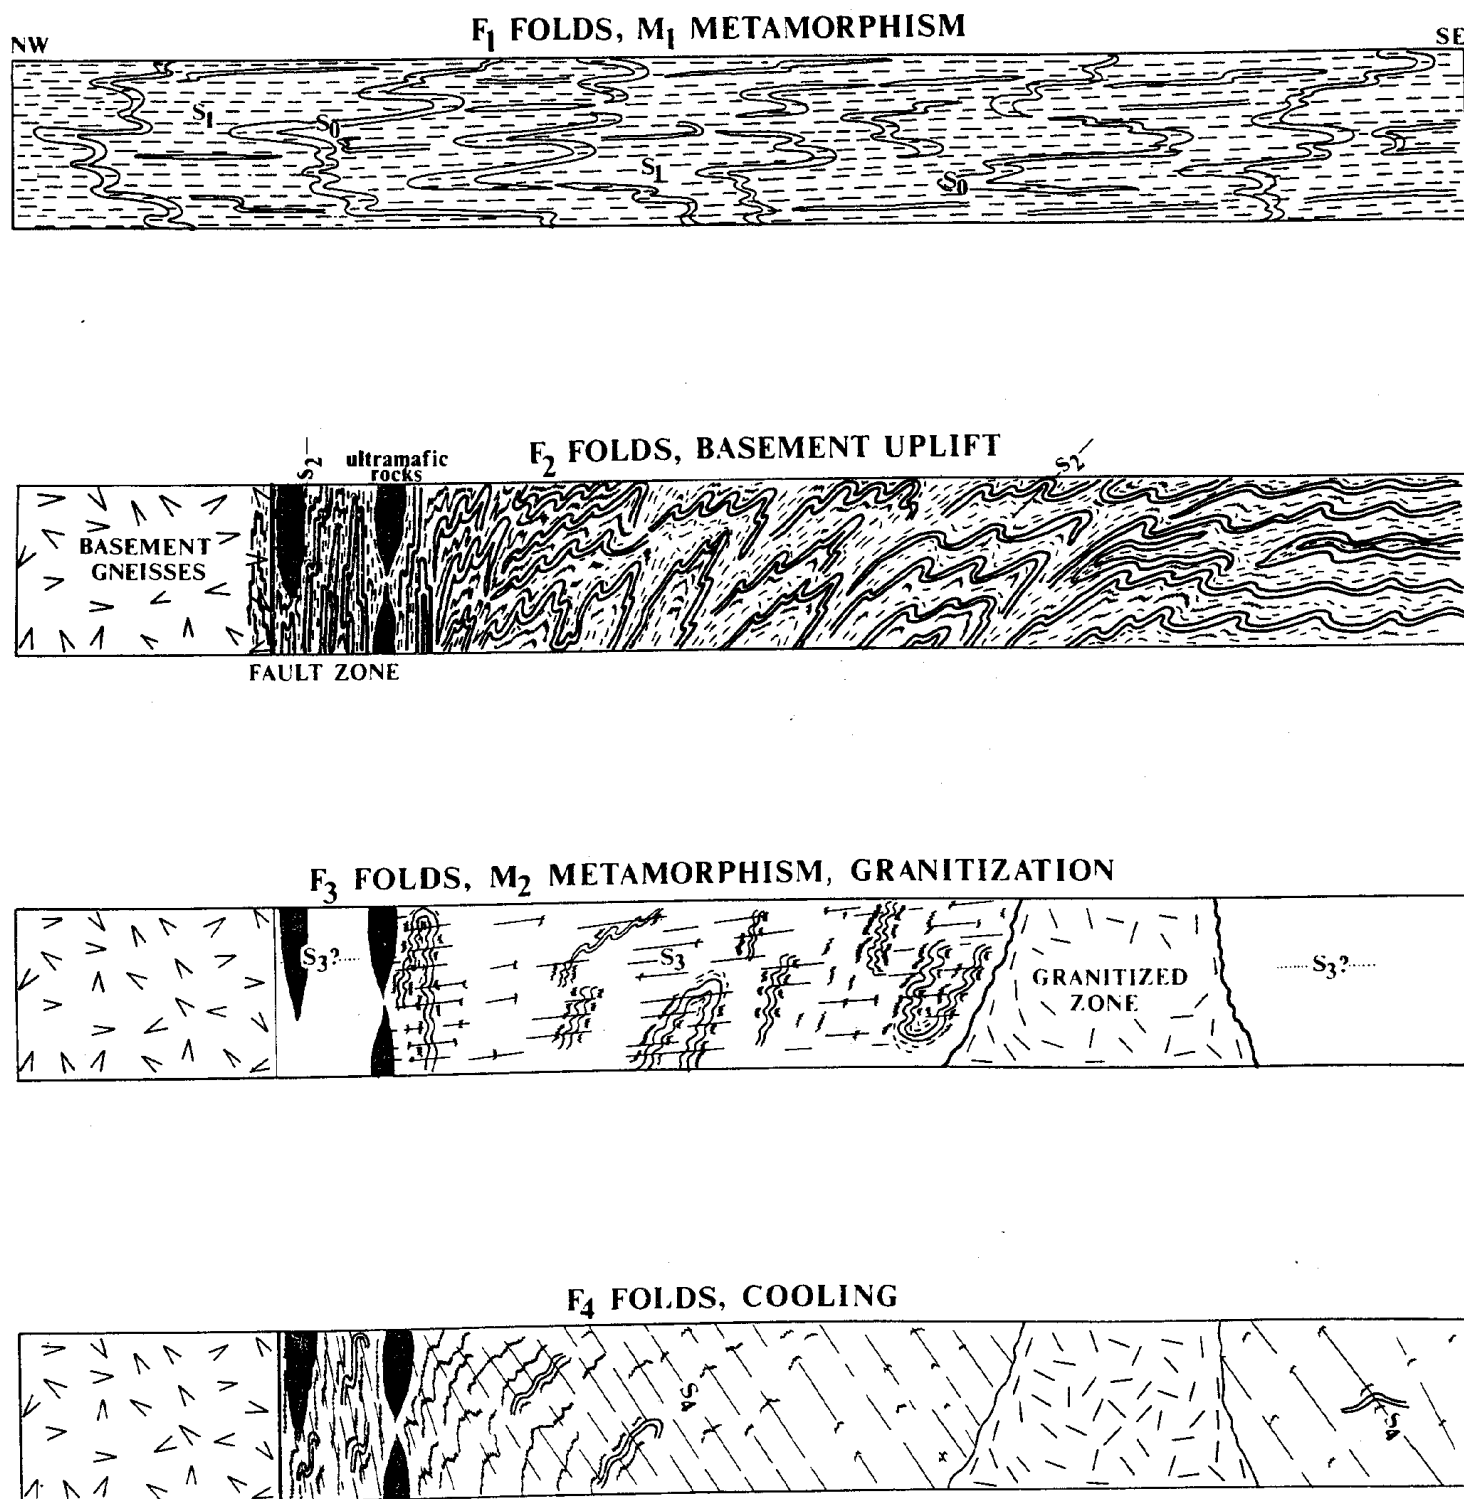 F1 FOLDS, M1 METAMORPHISM
NW
SE
S1
S0
S1
S0
F2 FOLDS, BASEMENT UPLIFT
S2
ultramafic
rocks
S2
BASEMENT
GNEISSES
FAULT ZONE
F3 FOLDS, M2 METAMORPHISM, GRANITIZATION
S3?
S3
GRANITIZED
ZONE
S3?
F4 FOLDS, COOLING
S4
S4